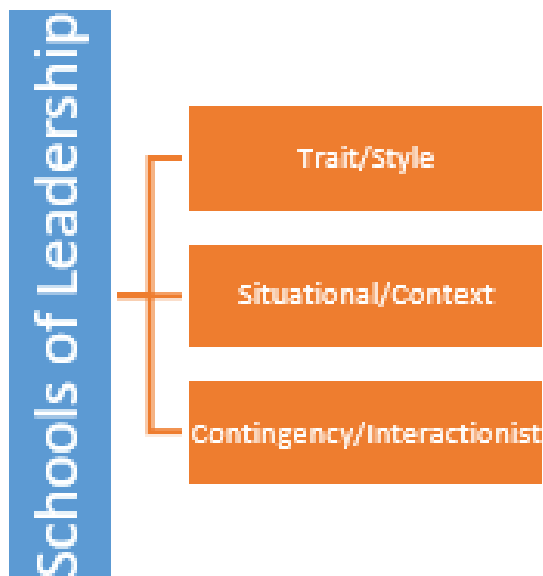 Schools of Leadership
Trait/Style
Situational/Context
Contingency/Interactionist